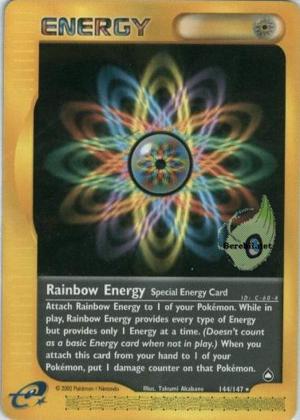 ENERGY
Berebil.net
Rainbow Energy Special Energy Card
ID: C-60-#
Attach Rainbow Energy to 1 of your Pokémon. While in
play, Rainbow Energy provides every type of Energy
but provides only 1 Energy at a time. (Doesn't count
as a basic Energy card when not in play.) When you
attach this card from your hand to 1 of your
Pokémon, put 1 damage counter on that Pokémon.
Illus. Takumi Akabane
144/147 ★
e
© 2002 Pokémon / Nintendo